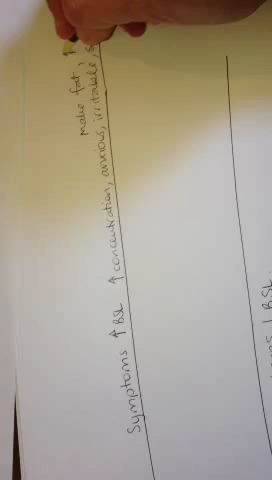 make fat,
Symptoms ↑ BSL ↑ concentration, anxious, irritable, s
BSL